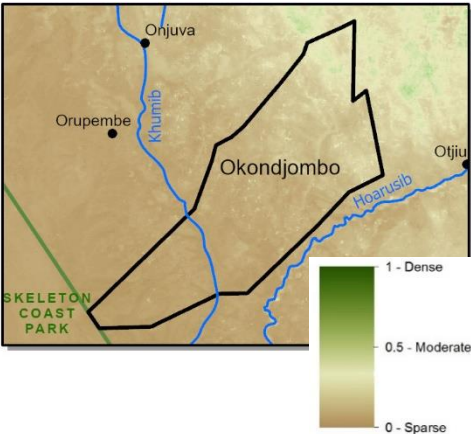 Onjuva
Orupembe
Khumib
Okondjombo
Otjiu
Hoarusib
SKELETON
COAST
PARK
1 - Dense
0.5 - Moderate
0 - Sparse